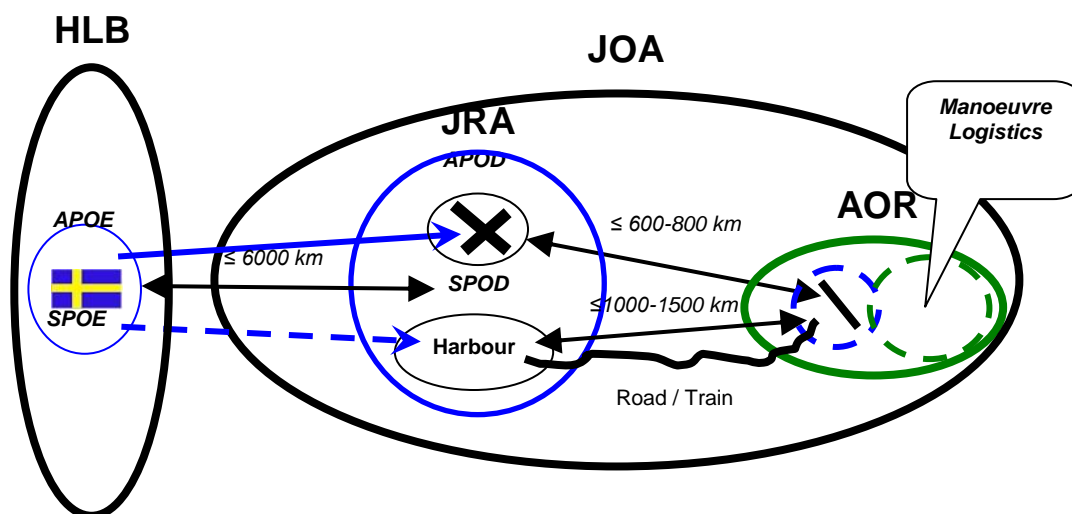 HLB
JOA
Manoeuvre
Logistics
JRA
APOD
AOR
APOE
≤ 600-800 km
≤ 6000 km
SPOD
≤1000-1500 km
SPOE
Harbour
Road / Train